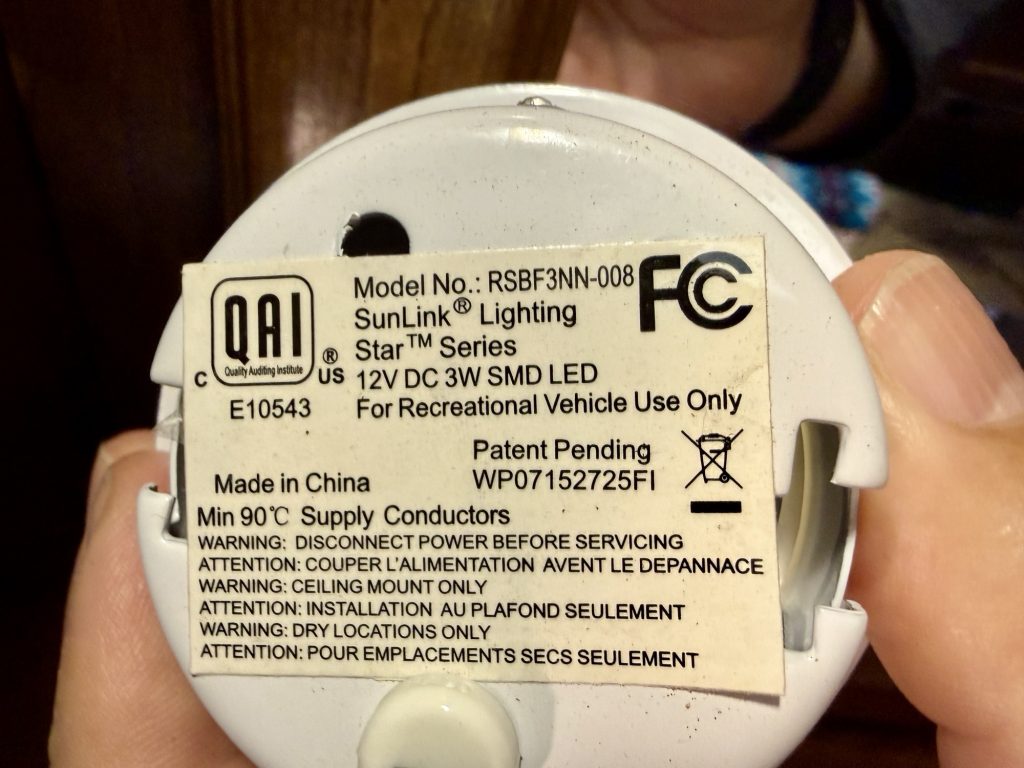 QAI
Quality Auditing Institute
C ® US
E10543
Model No.: RSBF3NN-008
SunLink® Lighting
Star™ Series
12V DC 3W SMD LED
For Recreational Vehicle Use Only
FC
Patent Pending
WP07152725FI
Made in China
Min 90℃ Supply Conductors
WARNING: DISCONNECT POWER BEFORE SERVICING
ATTENTION: COUPER L'ALIMENTATION AVENT LE DEPANNACE
WARNING: CEILING MOUNT ONLY
ATTENTION: INSTALLATION AU PLAFOND SEULEMENT
WARNING: DRY LOCATIONS ONLY
ATTENTION: POUR EMPLACEMENTS SECS SEULEMENT